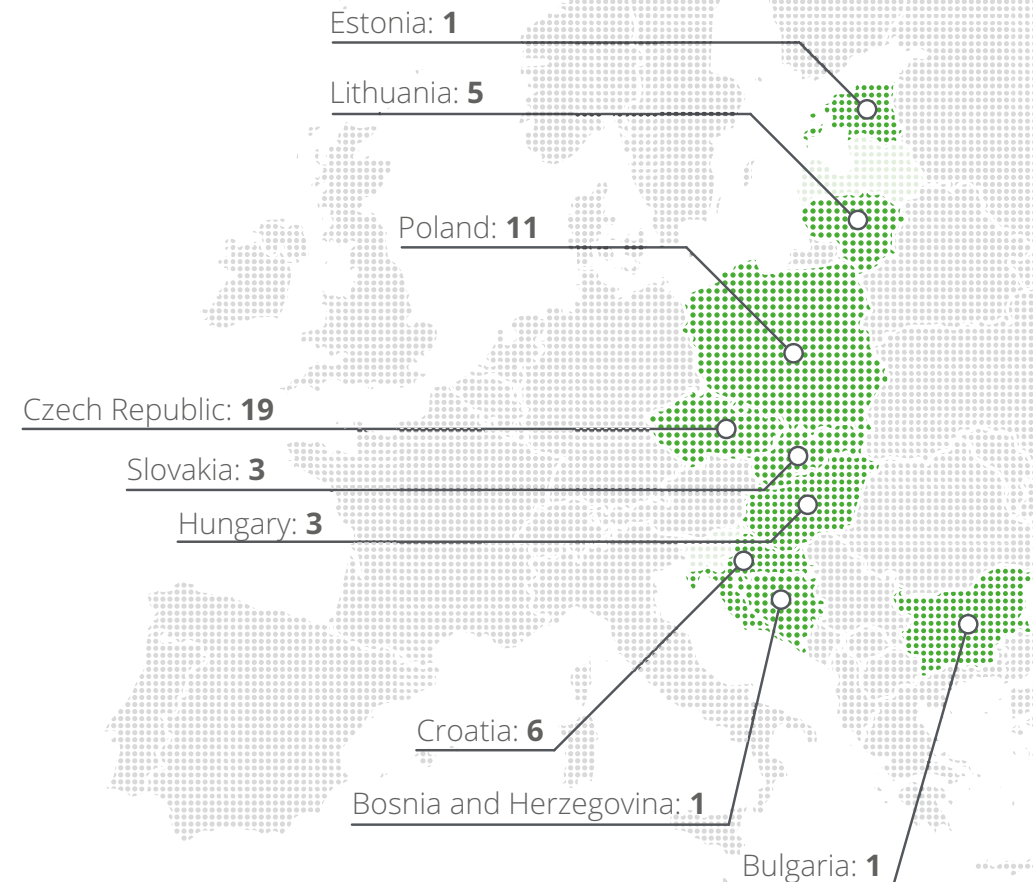 Estonia: 1
Lithuania: 5
Poland: 11
Czech Republic: 19
Slovakia: 3
Hungary: 3
Croatia: 6
Bosnia and Herzegovina: 1
Bulgaria: 1